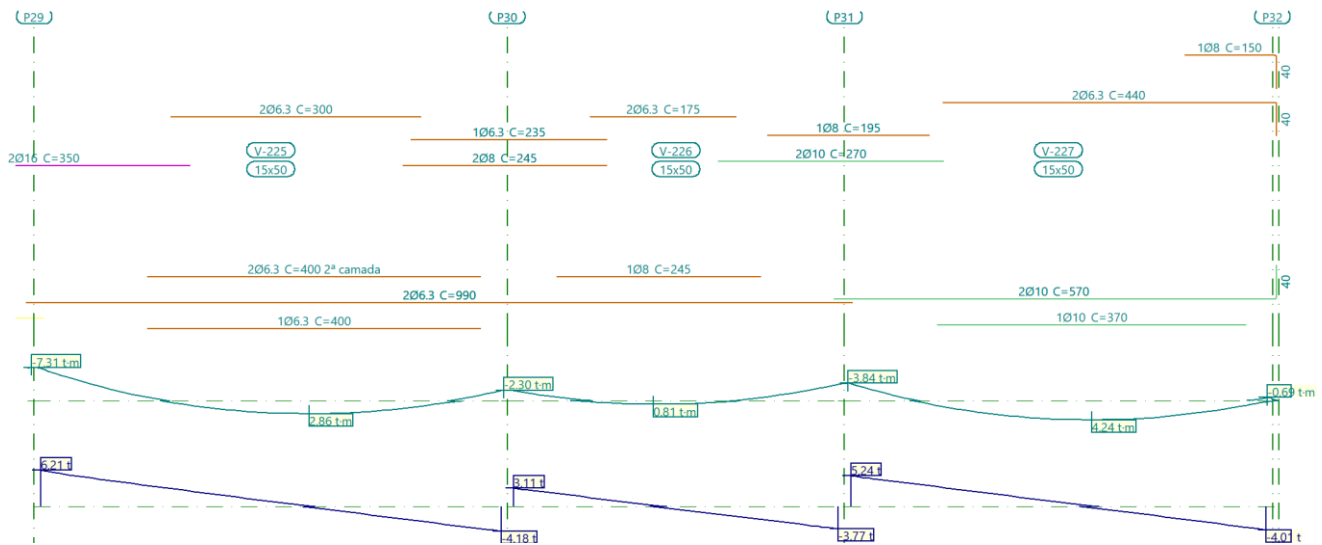 P29 P30 P31 P32
1Ø8 C=150
40
2Ø6.3 C=300 2Ø6.3 C=175 2Ø6.3 C=440
40
1Ø6.3 C=235 1Ø8 C=195
2Ø16 C=350 V-225 2Ø8 C=245 V-226 2Ø10 C=270 V-227
15x50 15x50 15x50
2Ø6.3 C=400 2ª camada 1Ø8 C=245
2Ø6.3 C=990 2Ø10 C=570
40
1Ø6.3 C=400 1Ø10 C=370
-7.31 t·m -2.30 t·m -3.84 t·m -0.69 t·m
2.86 t·m 0.81 t·m 4.24 t·m
6.21 t 3.11 t 5.24 t
-4.18 t -3.77 t -4.01 t